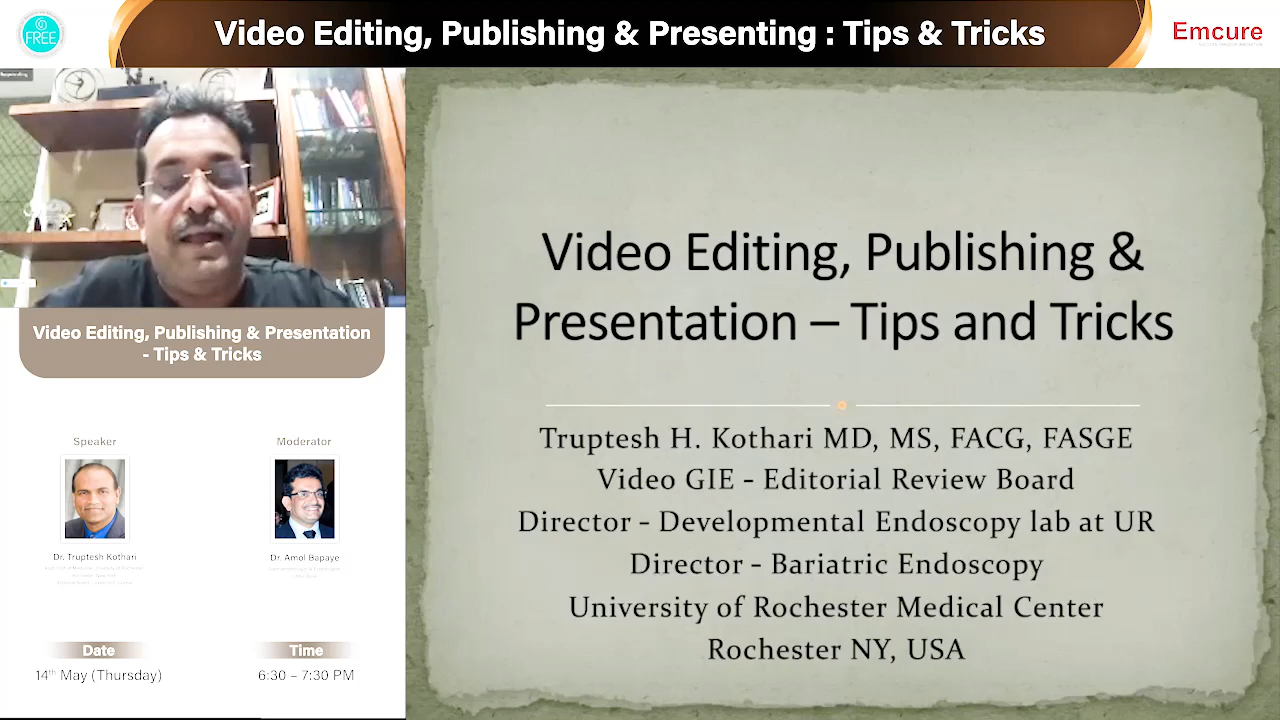 FREE
Video Editing, Publishing & Presenting : Tips & Tricks
Emcure
Video Editing, Publishing & Presentation
- Tips & Tricks
Speaker
Moderator
Dr. Truptesh Kothari
Dr. Amol Bapaye
Date
Time
14th May (Thursday)
6:30 – 7:30 PM
Video Editing, Publishing &
Presentation – Tips and Tricks
Truptesh H. Kothari MD, MS, FACG, FASGE
Video GIE - Editorial Review Board
Director - Developmental Endoscopy lab at UR
Director - Bariatric Endoscopy
University of Rochester Medical Center
Rochester NY, USA